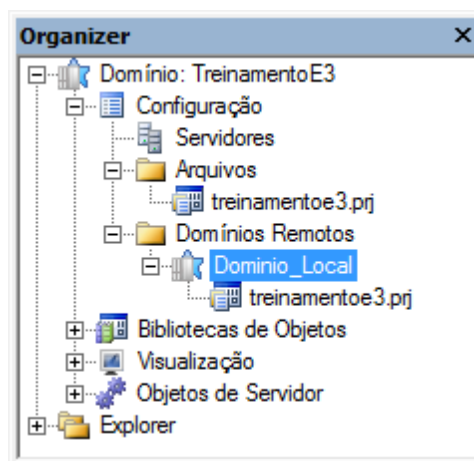 Organizer
Domínio: TreinamentoE3
Configuração
Servidores
Arquivos
treinamentoe3.prj
Domínios Remotos
Dominio_Local
treinamentoe3.prj
Bibliotecas de Objetos
Visualização
Objetos de Servidor
Explorer